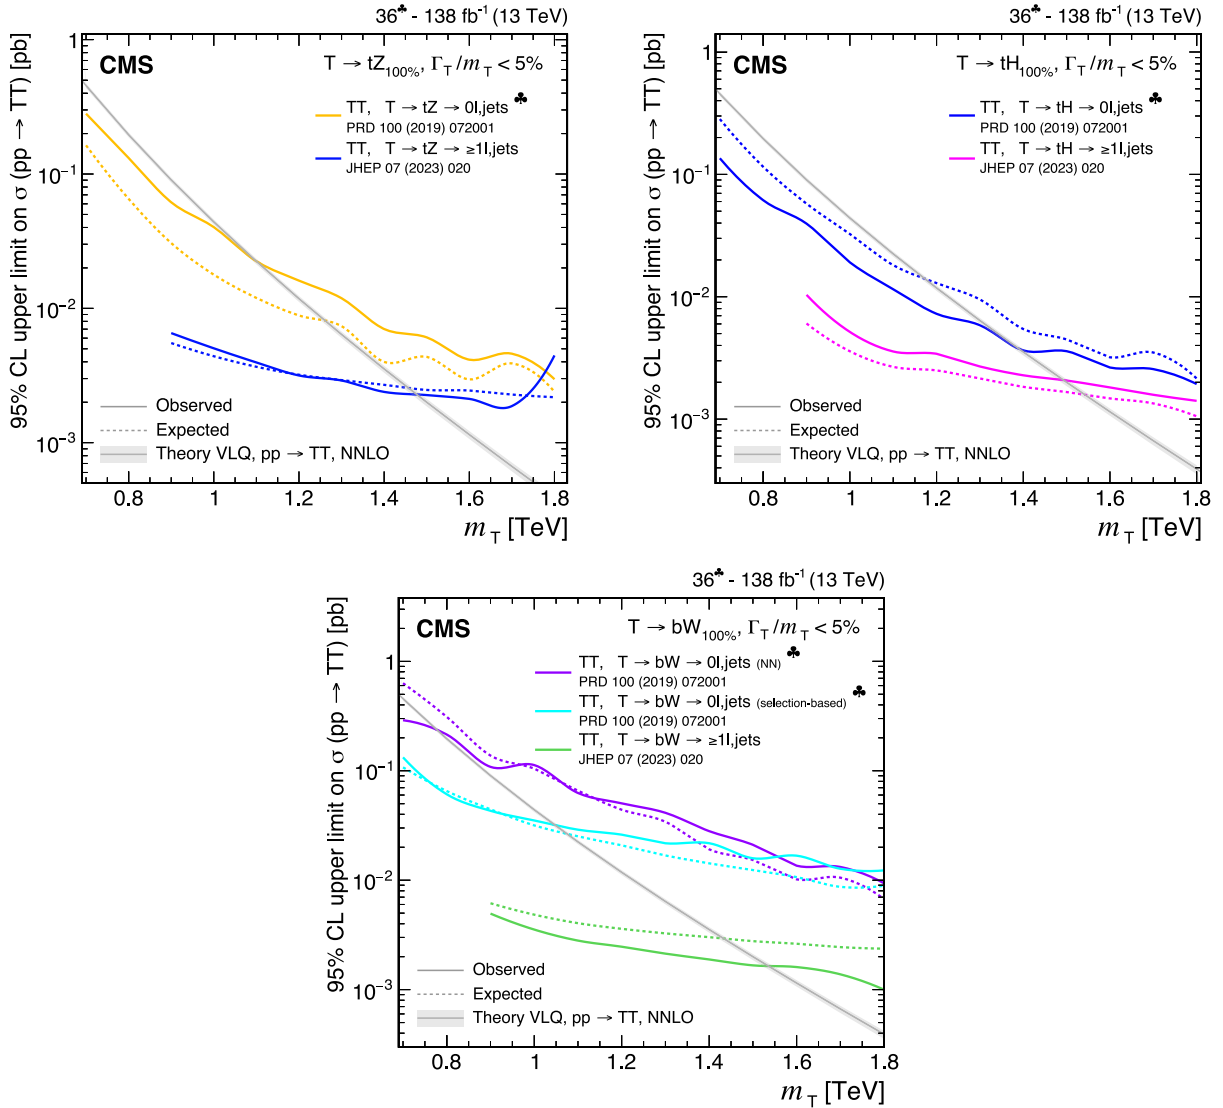 36♣ - 138 fb⁻¹ (13 TeV)
CMS
T → tZ100%, ΓT/mT < 5%
TT, T → tZ → 0l,jets ♣
PRD 100 (2019) 072001
TT, T → tZ → ≥1l,jets
JHEP 07 (2023) 020
Observed
Expected
Theory VLQ, pp → TT, NNLO
95% CL upper limit on σ (pp → TT) [pb]
1
10⁻¹
10⁻²
10⁻³
0.8 1 1.2 1.4 1.6 1.8
mT [TeV]
36♣ - 138 fb⁻¹ (13 TeV)
CMS
T → tH100%, ΓT/mT < 5%
TT, T → tH → 0l,jets ♣
PRD 100 (2019) 072001
TT, T → tH → ≥1l,jets
JHEP 07 (2023) 020
Observed
Expected
Theory VLQ, pp → TT, NNLO
95% CL upper limit on σ (pp → TT) [pb]
1
10⁻¹
10⁻²
10⁻³
0.8 1 1.2 1.4 1.6 1.8
mT [TeV]
36♣ - 138 fb⁻¹ (13 TeV)
CMS
T → bW100%, ΓT/mT < 5%
TT, T → bW → 0l,jets (NN) ♣
PRD 100 (2019) 072001
TT, T → bW → 0l,jets (selection-based) ♣
PRD 100 (2019) 072001
TT, T → bW → ≥1l,jets
JHEP 07 (2023) 020
Observed
Expected
Theory VLQ, pp → TT, NNLO
95% CL upper limit on σ (pp → TT) [pb]
1
10⁻¹
10⁻²
10⁻³
0.8 1 1.2 1.4 1.6 1.8
mT [TeV]